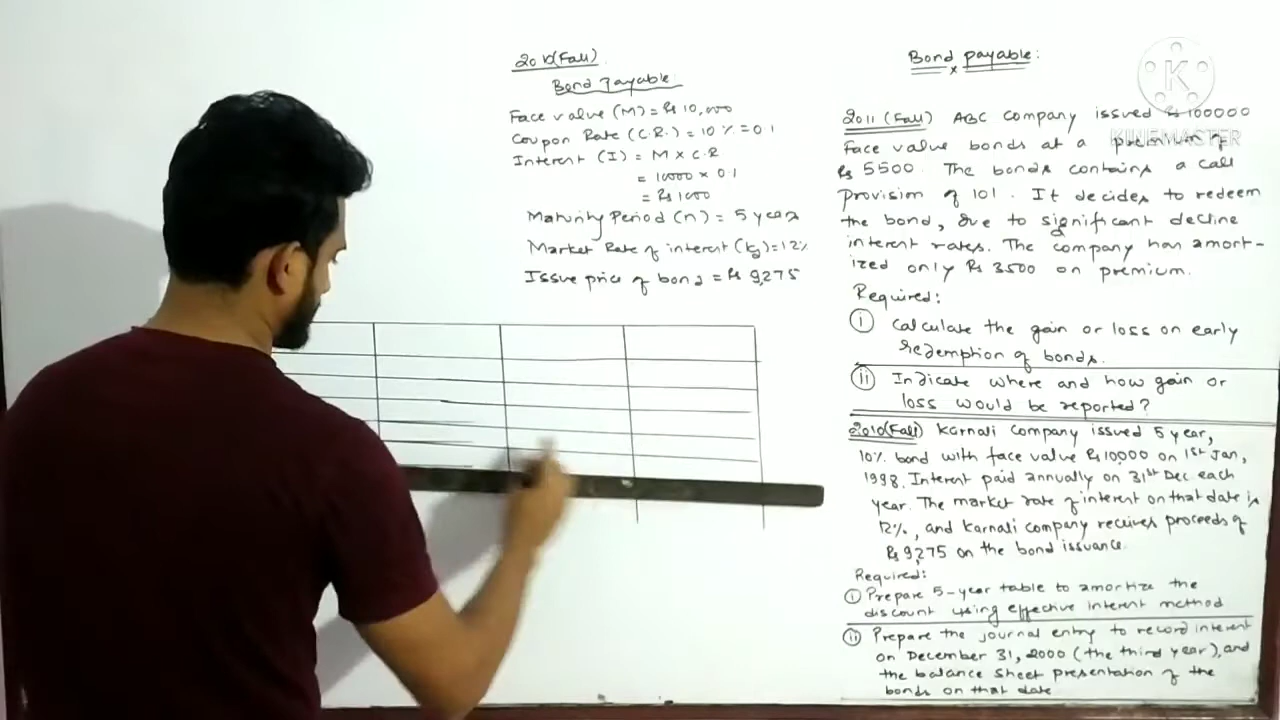 2010(Fall)
Bond Payable:
Face value (M) = Rs 10,000
Coupon Rate (C.R.) = 10% = 0.1
Interest (I) = M x C.R
= 10000 x 0.1
= Rs 1000
Maturity Period (n) = 5 years
Market Rate of interest (kd) = 12%
Issue price of bond = Rs 9,275
Bond payable:
2011 (Fall) ABC company issued Rs 100000
Face value bonds at a premium of
Rs 5500. The bonds contains a call
Provision of 101. It decides to redeem
the bond, due to significant decline
interest rates. The company has amort-
ized only Rs 3500 on premium.
Required:
i Calculate the gain or loss on early
redemption of bonds.
ii Indicate where and how gain or
loss would be reported?
2010(Fall) Karnali company issued 5 year,
10% bond with face value Rs 10,000 on 1st Jan,
1998. Interest paid annually on 31st Dec each
year. The market rate of interest on that date is
12%, and Karnali company receives proceeds of
Rs 9,275 on the bond issuance.
Required:
i Prepare 5-year table to amortize the
discount using effective interest method
ii Prepare the journal entry to record interest
on December 31, 2000 (the third year), and
the balance sheet presentation of the
bonds on that date
K
KINEMASTER